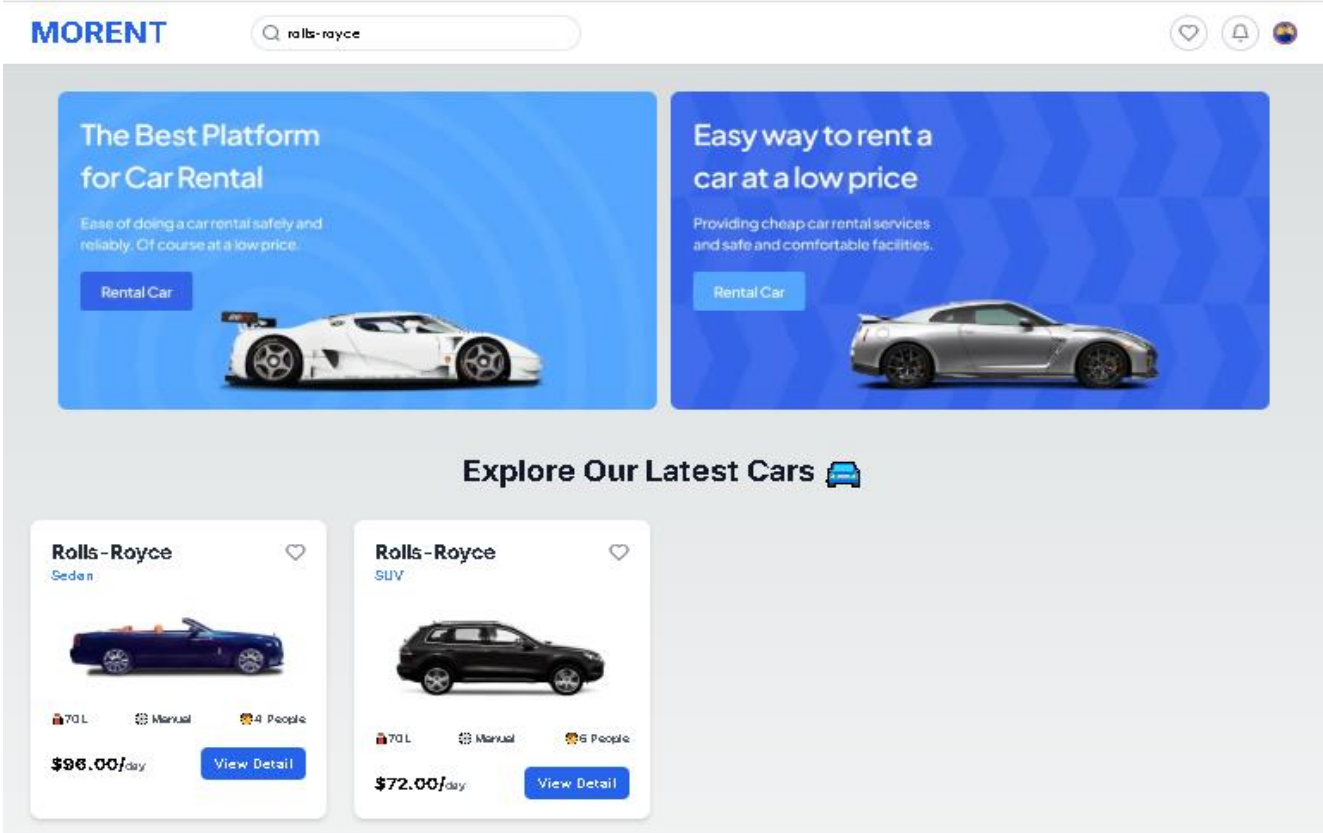 MORENT
rolls-royce
The Best Platform
for Car Rental
Ease of doing a car rental safely and
reliably. Of course at a low price.
Rental Car
Easy way to rent a
car at a low price
Providing cheap car rental services
and safe and comfortable facilities.
Rental Car
Explore Our Latest Cars
Rolls-Royce
Sedan
70L
Manual
4 People
$96.00/day
View Detail
Rolls-Royce
SUV
70L
Manual
6 People
$72.00/day
View Detail